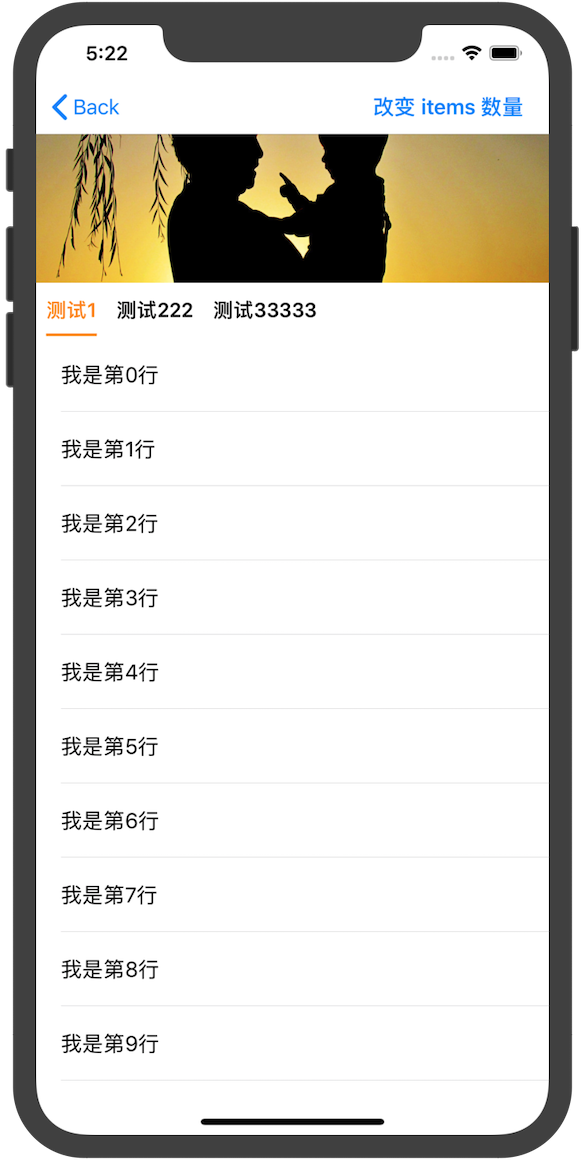 5:22
Back 改变 items 数量
测试1 测试222 测试33333
我是第0行
我是第1行
我是第2行
我是第3行
我是第4行
我是第5行
我是第6行
我是第7行
我是第8行
我是第9行